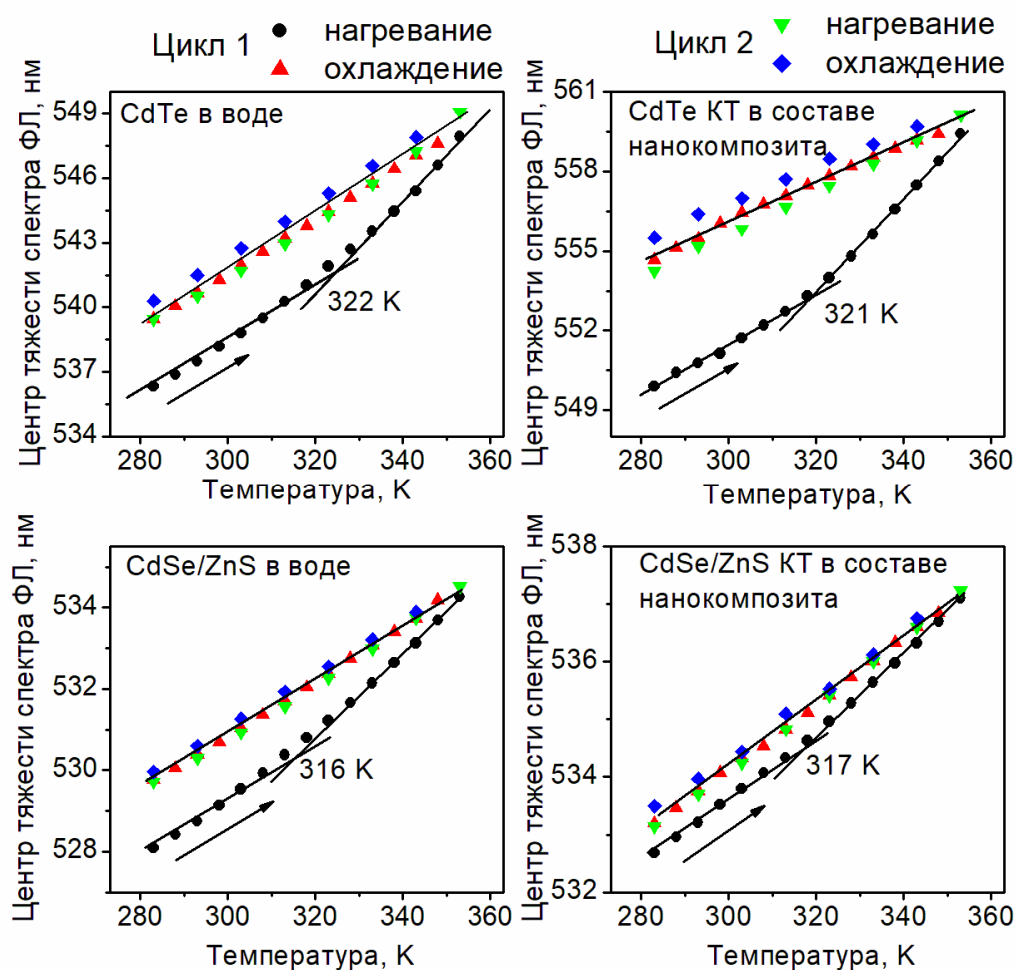 Цикл 1
нагревание
охлаждение
Цикл 2
нагревание
охлаждение
Центр тяжести спектра ФЛ, нм
549
546
543
540
537
534
CdTe в воде
322 K
280 300 320 340 360
Температура, K
Центр тяжести спектра ФЛ, нм
561
558
555
552
549
CdTe КТ в составе
нанокомпозита
321 K
280 300 320 340 360
Температура, K
Центр тяжести спектра ФЛ, нм
534
532
530
528
CdSe/ZnS в воде
316 K
280 300 320 340 360
Температура, K
Центр тяжести спектра ФЛ, нм
538
536
534
532
CdSe/ZnS КТ в составе
нанокомпозита
317 K
280 300 320 340 360
Температура, K